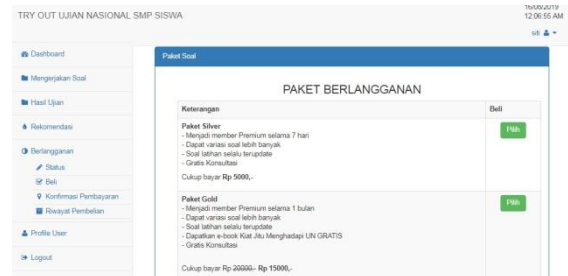 TRY OUT UJIAN NASIONAL SMP SISWA
16/08/2019
12:06:55 AM
siti
Dashboard
Mengerjakan Soal
Hasil Ujian
Rekomendasi
Berlangganan
Status
Beli
Konfirmasi Pembayaran
Riwayat Pembelian
Profile User
Logout
Paket Soal
PAKET BERLANGGANAN
Keterangan Beli
Paket Silver Pilih
- Menjadi member Premium selama 7 hari
- Dapat variasi soal lebih banyak
- Soal latihan selalu terupdate
- Gratis Konsultasi
Cukup bayar Rp 5000,-
Paket Gold Pilih
- Menjadi member Premium selama 1 bulan
- Dapat variasi soal lebih banyak
- Soal latihan selalu terupdate
- Dapatkan e-book Kiat Jitu Menghadapi UN GRATIS
- Gratis Konsultasi
Cukup bayar Rp 20000,- Rp 15000,-